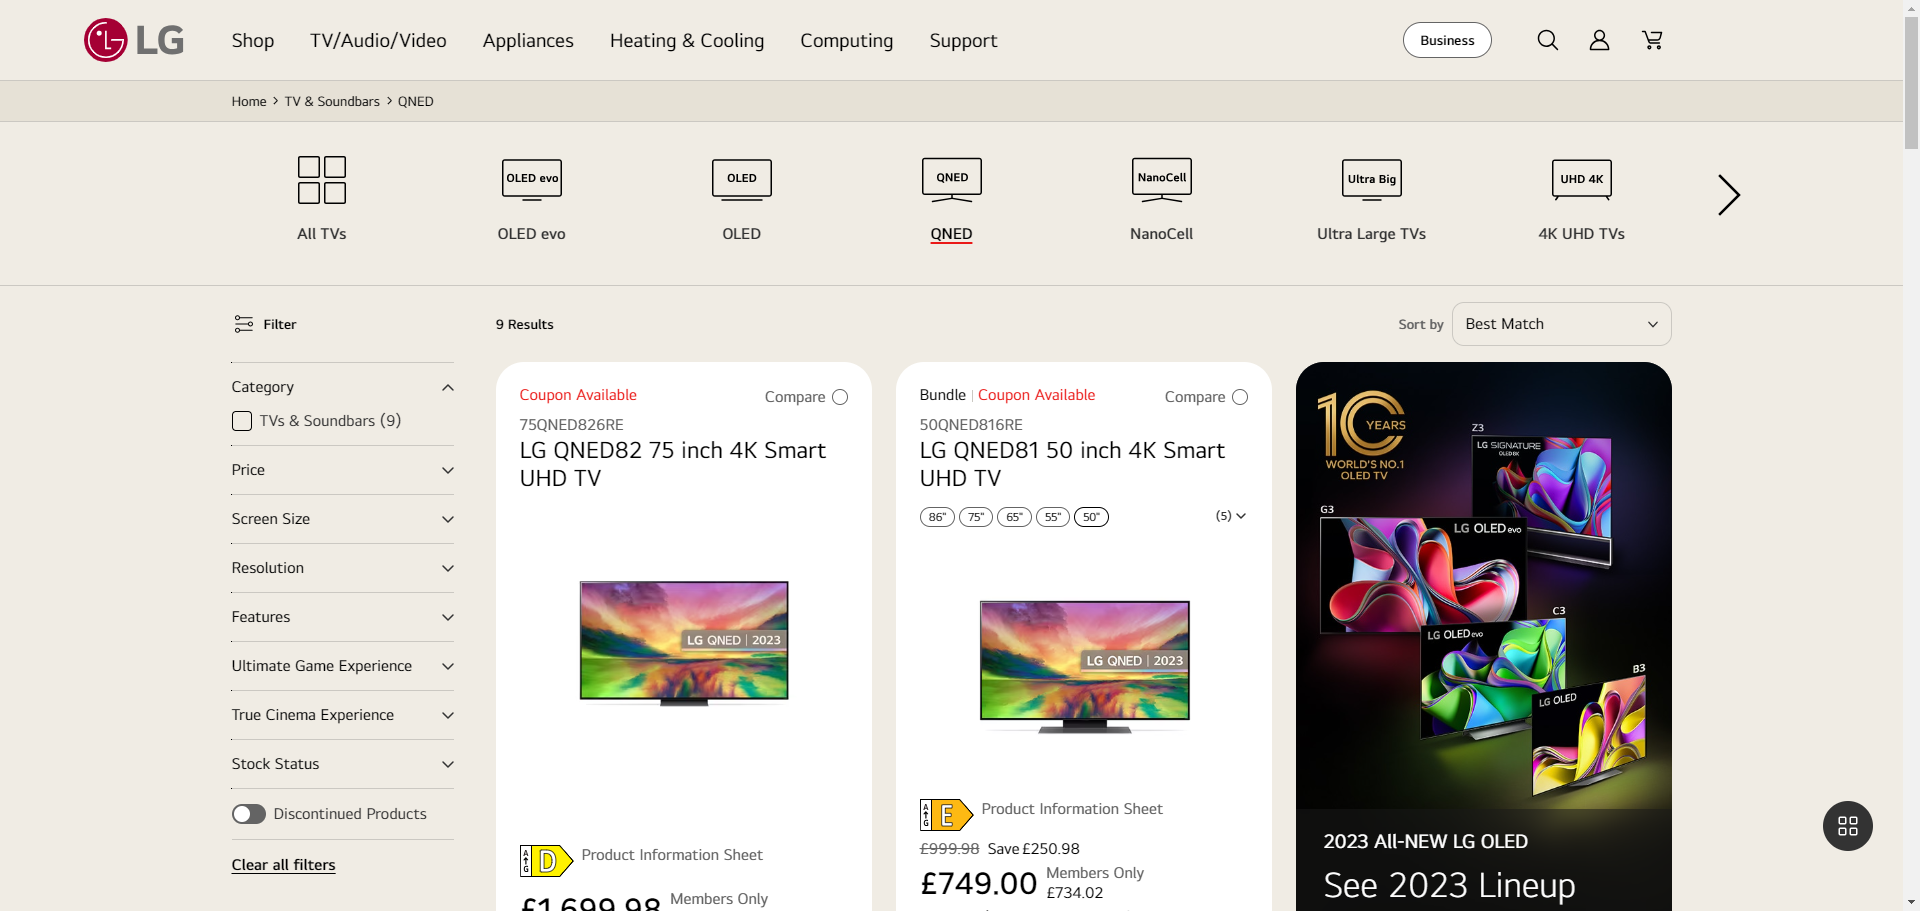 LG
Shop
TV/Audio/Video
Appliances
Heating & Cooling
Computing
Support
Business
Home > TV & Soundbars > QNED
All TVs
OLED evo
OLED evo
OLED
OLED
QNED
QNED
NanoCell
NanoCell
Ultra Big
Ultra Large TVs
UHD 4K
4K UHD TVs
Filter
9 Results
Sort by
Best Match
Category
TVs & Soundbars (9)
Price
Screen Size
Resolution
Features
Ultimate Game Experience
True Cinema Experience
Stock Status
Discontinued Products
Clear all filters
Coupon Available
Compare
75QNED826RE
LG QNED82 75 inch 4K Smart
UHD TV
LG QNED | 2023
A
G
D
Product Information Sheet
£1,699.98
Members Only
Bundle | Coupon Available
Compare
50QNED816RE
LG QNED81 50 inch 4K Smart
UHD TV
86"
75"
65"
55"
50"
(5)
LG QNED | 2023
A
G
E
Product Information Sheet
£999.98 Save £250.98
£749.00
Members Only
£734.02
10
YEARS
WORLD'S NO.1
OLED TV
Z3
LG SIGNATURE
OLED 8K
G3
LG OLED evo
C3
LG OLED evo
B3
LG OLED
2023 All-NEW LG OLED
See 2023 Lineup